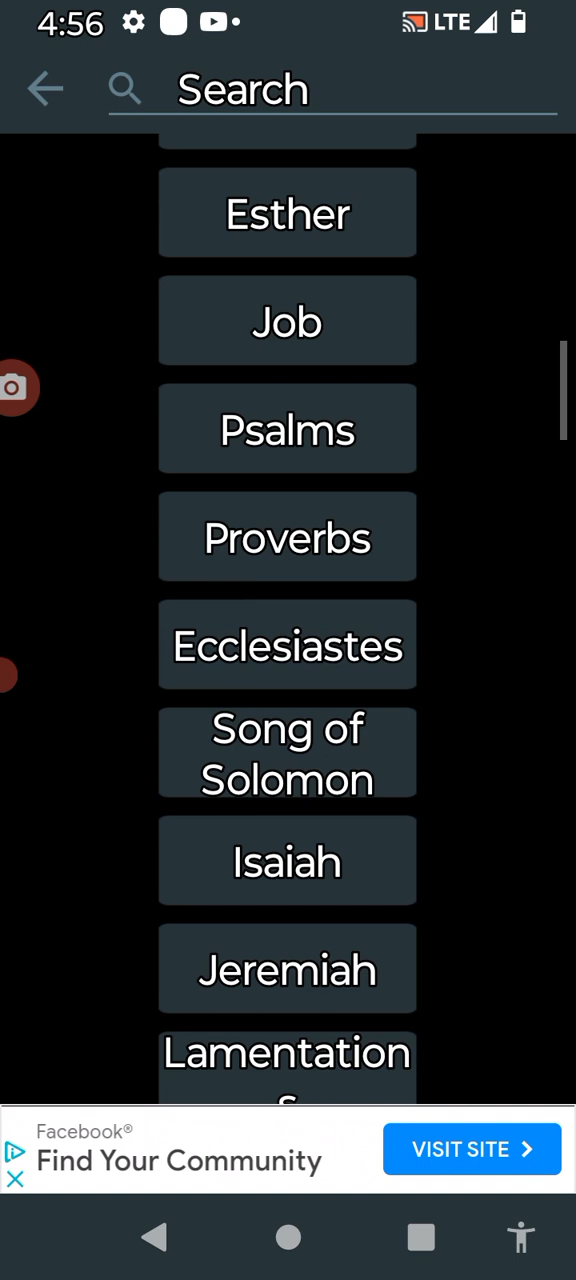 4:56
LTE
Search
Esther
Job
Psalms
Proverbs
Ecclesiastes
Song of
Solomon
Isaiah
Jeremiah
Lamentation
s
Facebook®
Find Your Community
VISIT SITE